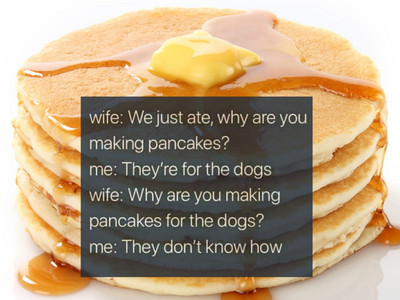 wife: We just ate, why are you
making pancakes?
me: They’re for the dogs
wife: Why are you making
pancakes for the dogs?
me: They don’t know how